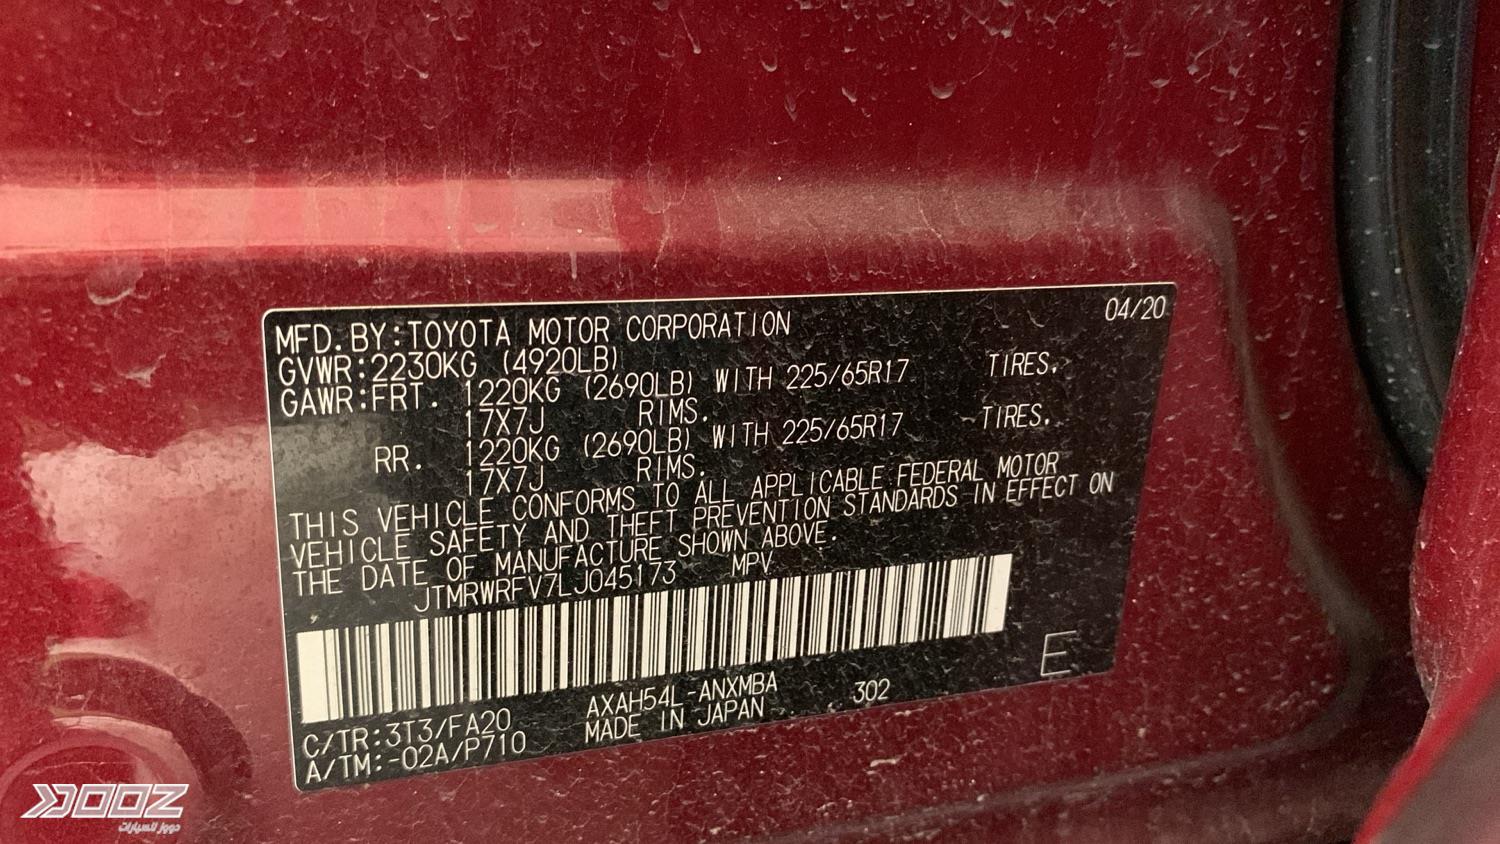 04/20
MFD.BY:TOYOTA MOTOR CORPORATION
GVWR:2230KG (4920LB)
GAWR:FRT. 1220KG (2690LB) WITH 225/65R17 TIRES,
17X7J RIMS.
RR. 1220KG (2690LB) WITH 225/65R17 TIRES,
17X7J RIMS.
THIS VEHICLE CONFORMS TO ALL APPLICABLE FEDERAL MOTOR
VEHICLE SAFETY AND THEFT PREVENTION STANDARDS IN EFFECT ON
THE DATE OF MANUFACTURE SHOWN ABOVE.
JTMRWRFV7LJ045173 MPV
C/TR:3T3/FA20 AXAH54L-ANXMBA 302 E
A/TM:-02A/P710 MADE IN JAPAN
DOOZ
دووز للسيارات